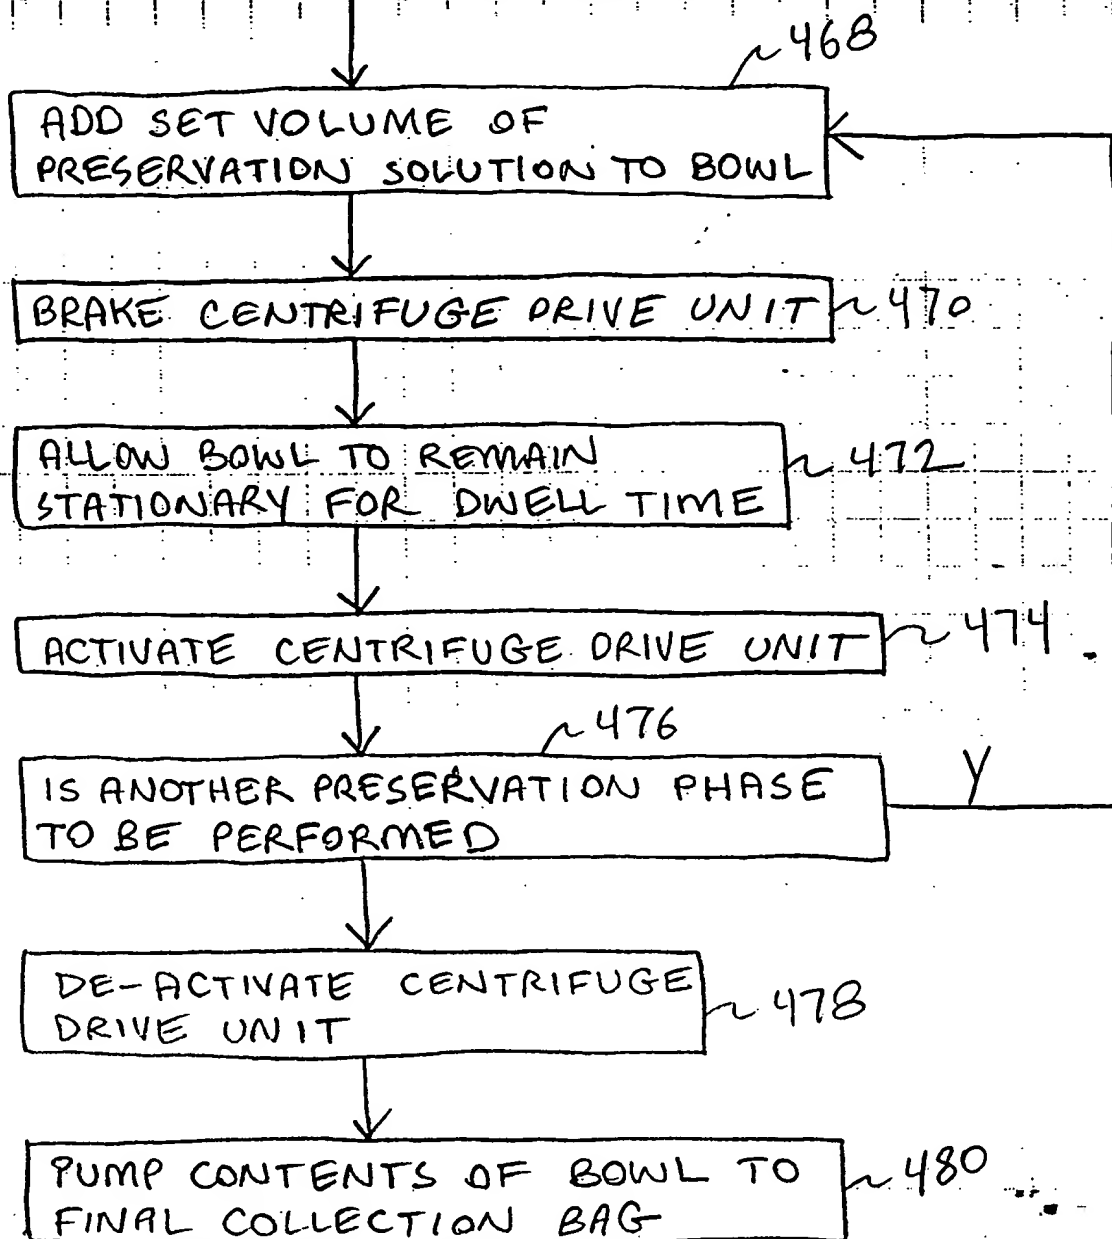 468
ADD SET VOLUME OF
PRESERVATION SOLUTION TO BOWL
BRAKE CENTRIFUGE DRIVE UNIT
470
ALLOW BOWL TO REMAIN
STATIONARY FOR DWELL TIME
472
ACTIVATE CENTRIFUGE DRIVE UNIT
474
476
IS ANOTHER PRESERVATION PHASE
TO BE PERFORMED
Y
DE-ACTIVATE CENTRIFUGE
DRIVE UNIT
478
PUMP CONTENTS OF BOWL TO
FINAL COLLECTION BAG
480